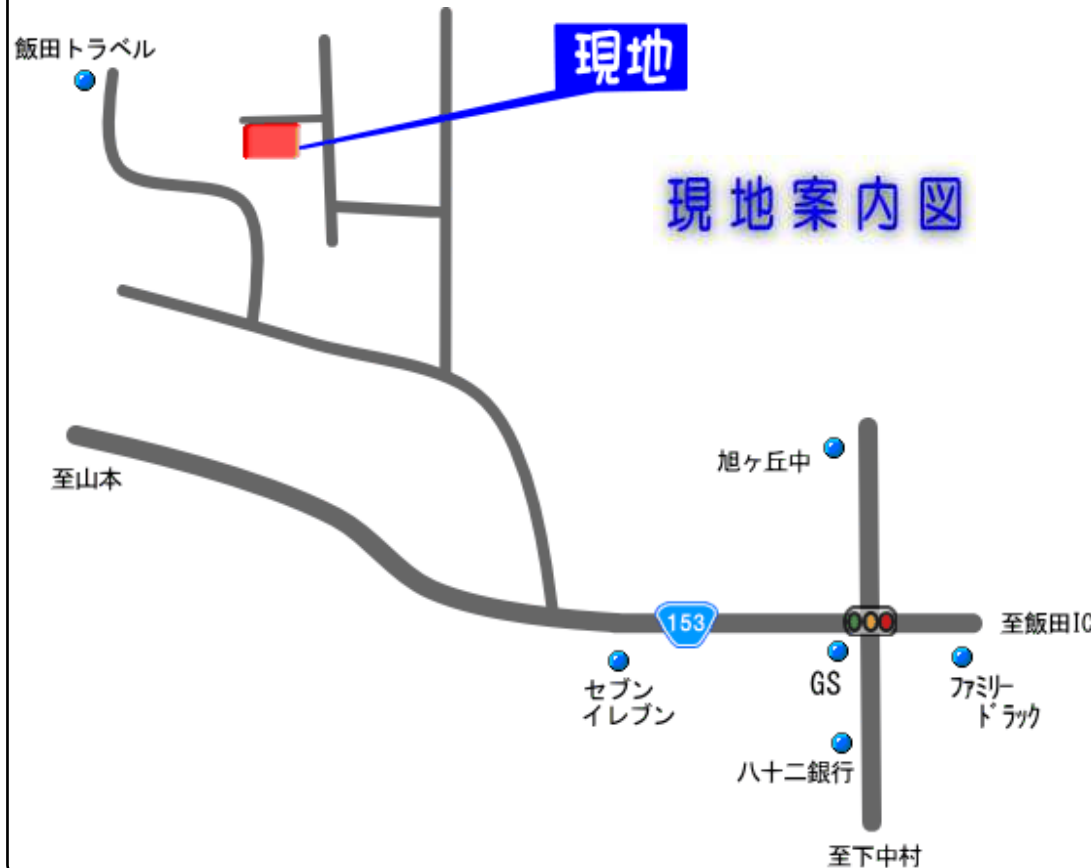 飯田トラベル
現地
現地案内図
至山本
旭ヶ丘中
153
至飯田IC
セブン
イレブン
GS
ファミリー
ドラック
八十二銀行
至下中村